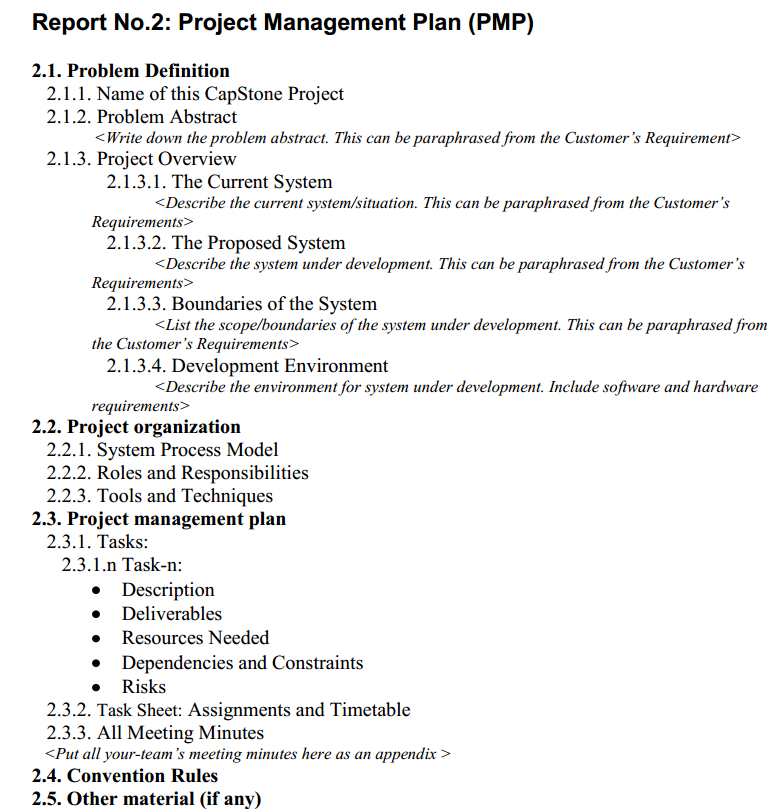 Report No.2: Project Management Plan (PMP)
2.1. Problem Definition
2.1.1. Name of this CapStone Project
2.1.2. Problem Abstract
<Write down the problem abstract. This can be paraphrased from the Customer’s Requirement>
2.1.3. Project Overview
2.1.3.1. The Current System
<Describe the current system/situation. This can be paraphrased from the Customer’s
Requirements>
2.1.3.2. The Proposed System
<Describe the system under development. This can be paraphrased from the Customer’s
Requirements>
2.1.3.3. Boundaries of the System
<List the scope/boundaries of the system under development. This can be paraphrased from
the Customer’s Requirements>
2.1.3.4. Development Environment
<Describe the environment for system under development. Include software and hardware
requirements>
2.2. Project organization
2.2.1. System Process Model
2.2.2. Roles and Responsibilities
2.2.3. Tools and Techniques
2.3. Project management plan
2.3.1. Tasks:
2.3.1.n Task-n:
• Description
• Deliverables
• Resources Needed
• Dependencies and Constraints
• Risks
2.3.2. Task Sheet: Assignments and Timetable
2.3.3. All Meeting Minutes
<Put all your-team’s meeting minutes here as an appendix >
2.4. Convention Rules
2.5. Other material (if any)